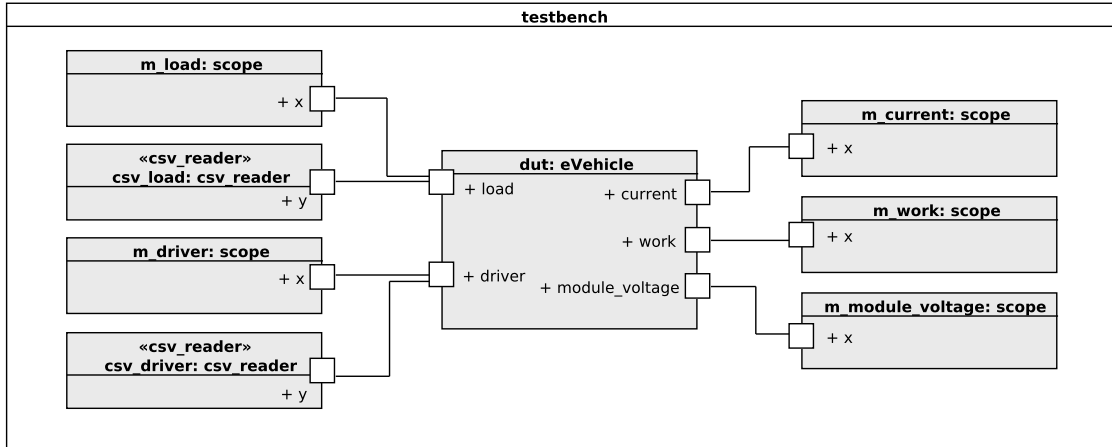 testbench
m_load: scope
+ x
«csv_reader»
csv_load: csv_reader
+ y
m_driver: scope
+ x
«csv_reader»
csv_driver: csv_reader
+ y
dut: eVehicle
+ load
+ current
+ work
+ driver
+ module_voltage
m_current: scope
+ x
m_work: scope
+ x
m_module_voltage: scope
+ x